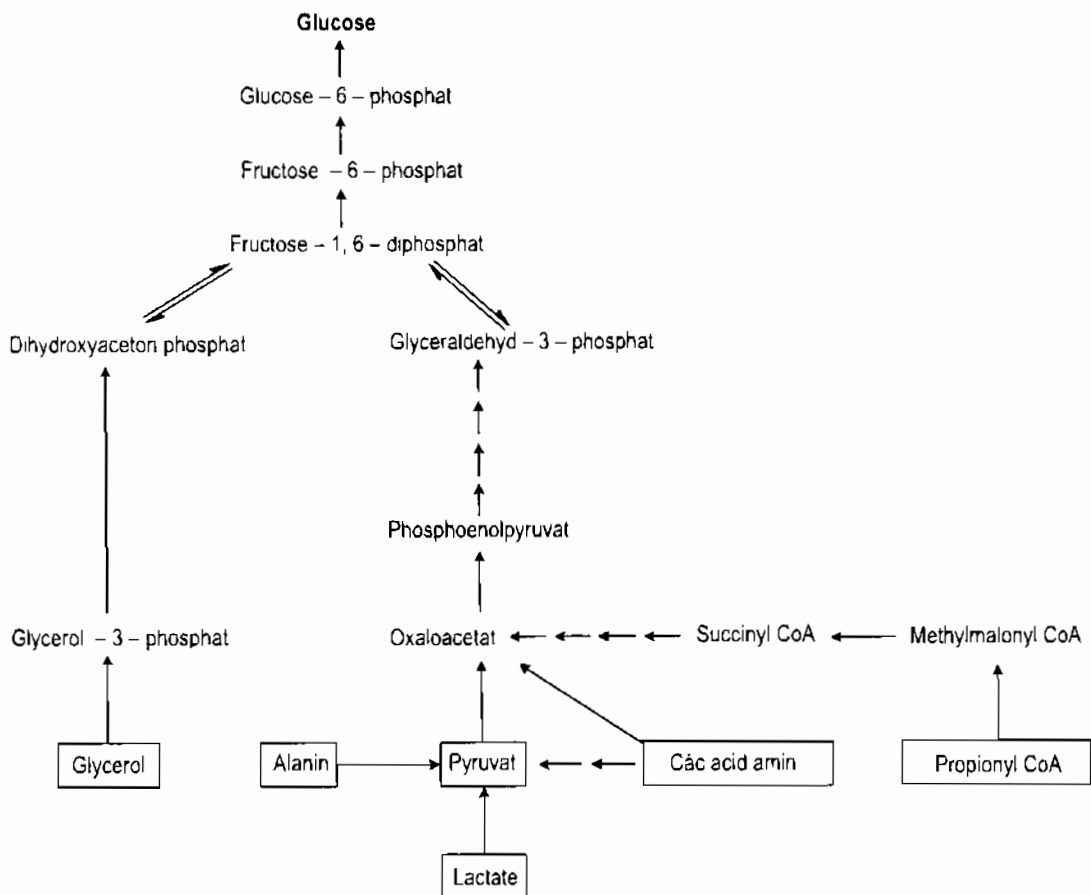 Glucose
Glucose – 6 – phosphat
Fructose – 6 – phosphat
Fructose – 1, 6 – diphosphat
Dihydroxyaceton phosphat
Glyceraldehyd – 3 – phosphat
Phosphoenolpyruvat
Glycerol – 3 – phosphat
Oxaloacetat
Succinyl CoA
Methylmalonyl CoA
Glycerol
Alanin
Pyruvat
Các acid amin
Propionyl CoA
Lactate